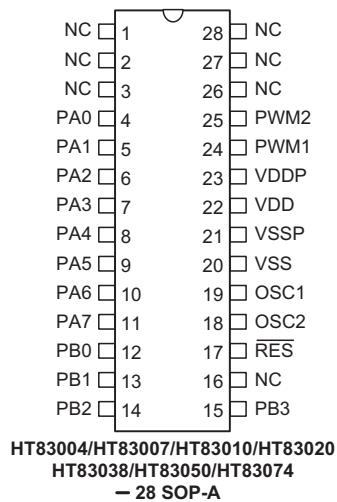 NC 1 28 NC
NC 2 27 NC
NC 3 26 NC
PA0 4 25 PWM2
PA1 5 24 PWM1
PA2 6 23 VDDP
PA3 7 22 VDD
PA4 8 21 VSSP
PA5 9 20 VSS
PA6 10 19 OSC1
PA7 11 18 OSC2
PB0 12 17 RES
PB1 13 16 NC
PB2 14 15 PB3
HT83004/HT83007/HT83010/HT83020
HT83038/HT83050/HT83074
– 28 SOP-A